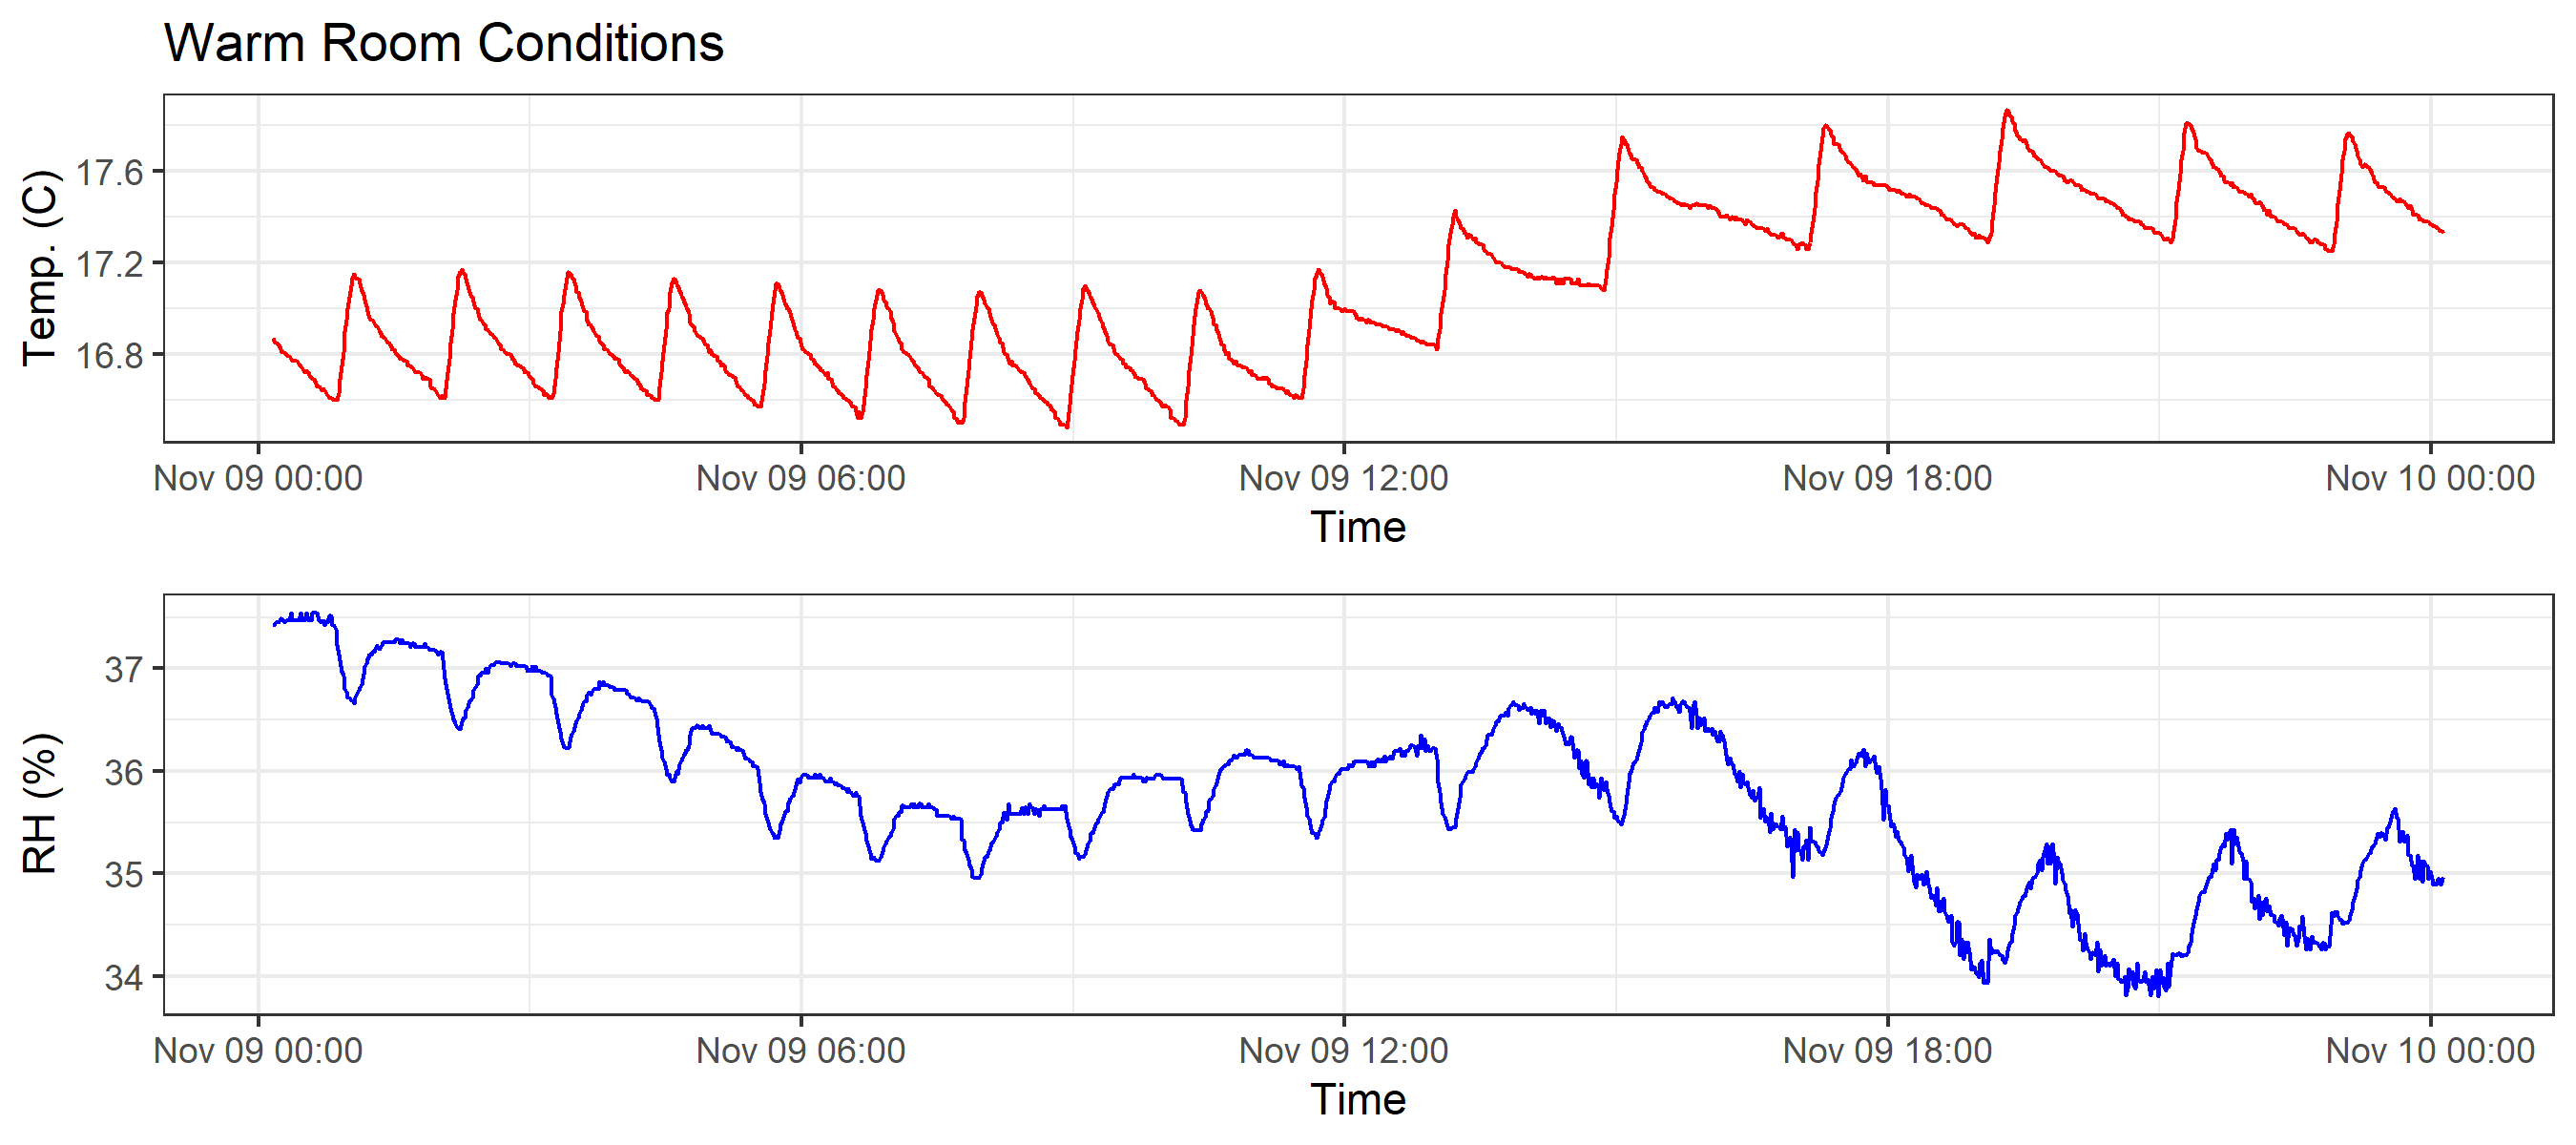 Warm Room Conditions
Temp. (C)
17.6
17.2
16.8
Nov 09 00:00 Nov 09 06:00 Nov 09 12:00 Nov 09 18:00 Nov 10 00:00
Time
RH (%)
37
36
35
34
Nov 09 00:00 Nov 09 06:00 Nov 09 12:00 Nov 09 18:00 Nov 10 00:00
Time